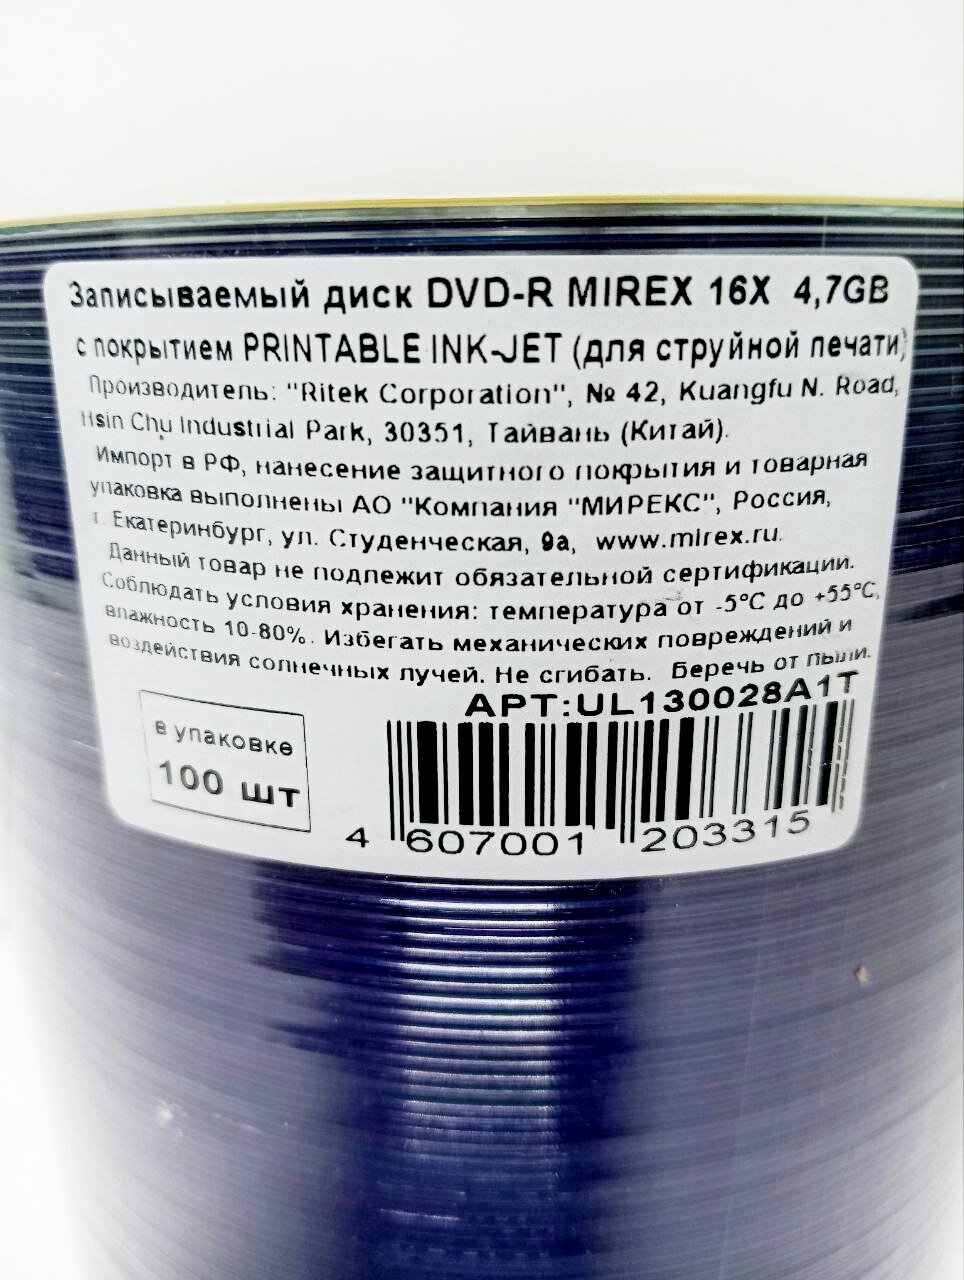 Записываемый диск DVD-R MIREX 16X 4,7GB
с покрытием PRINTABLE INK-JET (для струйной печати)
Производитель: "Ritek Corporation", № 42, Kuangfu N. Road,
Hsin Chu Industrial Park, 30351, Тайвань (Китай).
Импорт в РФ, нанесение защитного покрытия и товарная
упаковка выполнены АО "Компания "МИРЕКС", Россия,
г. Екатеринбург, ул. Студенческая, 9а, www.mirex.ru.
Данный товар не подлежит обязательной сертификации.
Соблюдать условия хранения: температура от -5°C до +55°C,
влажность 10-80%. Избегать механических повреждений и
воздействия солнечных лучей. Не сгибать. Беречь от пыли.
АРТ:UL130028A1T
в упаковке
100 шт
4 607001 203315